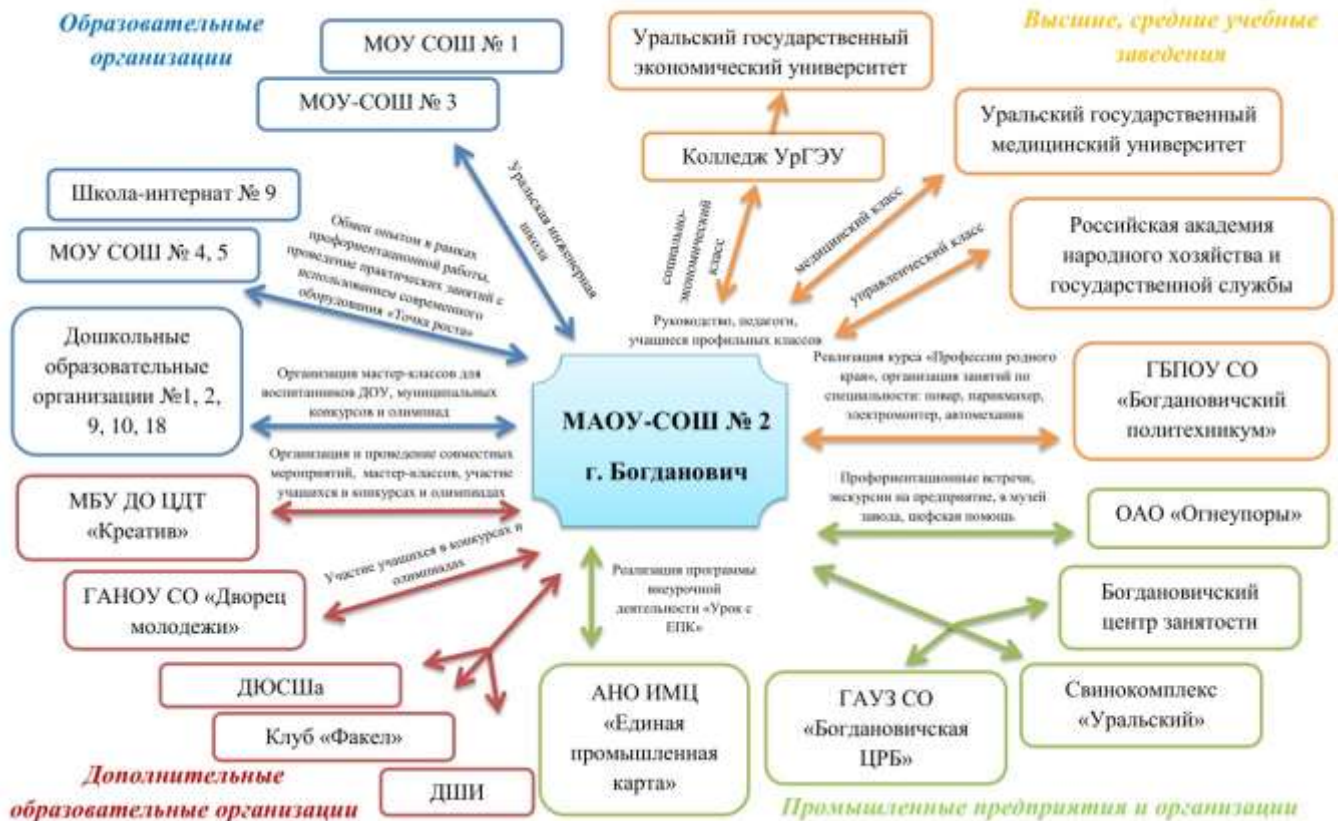 Образовательные
организации
МОУ СОШ № 1
МОУ-СОШ № 3
Школа-интернат № 9
МОУ СОШ № 4, 5
Дошкольные
образовательные
организации №1, 2,
9, 10, 18
Уральская инженерная
школа
Обмен опытом в рамках
профориентационной работы,
проведение практических занятий с
использованием современного
оборудования «Точка роста»
Организация мастер-классов для
воспитанников ДОУ, муниципальных
конкурсов и олимпиад
Уральский государственный
экономический университет
Колледж УрГЭУ
Высшие, средние учебные
заведения
Уральский государственный
медицинский университет
Российская академия
народного хозяйства и
государственной службы
социально-
экономический
класс
медицинский класс
управленческий класс
Руководство, педагоги,
учащиеся профильных классов
МАОУ-СОШ № 2
г. Богданович
Реализация курса «Профессии родного
края», организация занятий по
специальности: повар, парикмахер,
электромонтер, автомеханик
ГБПОУ СО
«Богдановичский
политехникум»
Организация и проведение совместных
мероприятий, мастер-классов, участие
учащихся в конкурсах и олимпиадах
МБУ ДО ЦДТ
«Креатив»
Участие учащихся в конкурсах и
олимпиадах
ГАНОУ СО «Дворец
молодежи»
ДЮСШа
Клуб «Факел»
ДШИ
Дополнительные
образовательные организации
Профориентационные встречи,
экскурсии на предприятие, в музей
завода, шефская помощь
ОАО «Огнеупоры»
Богдановичский
центр занятости
Свинокомплекс
«Уральский»
ГАУЗ СО
«Богдановичская
ЦРБ»
Реализация программы
внеурочной
деятельности «Урок с
ЕПК»
АНО ИМЦ
«Единая
промышленная
карта»
Промышленные предприятия и организации